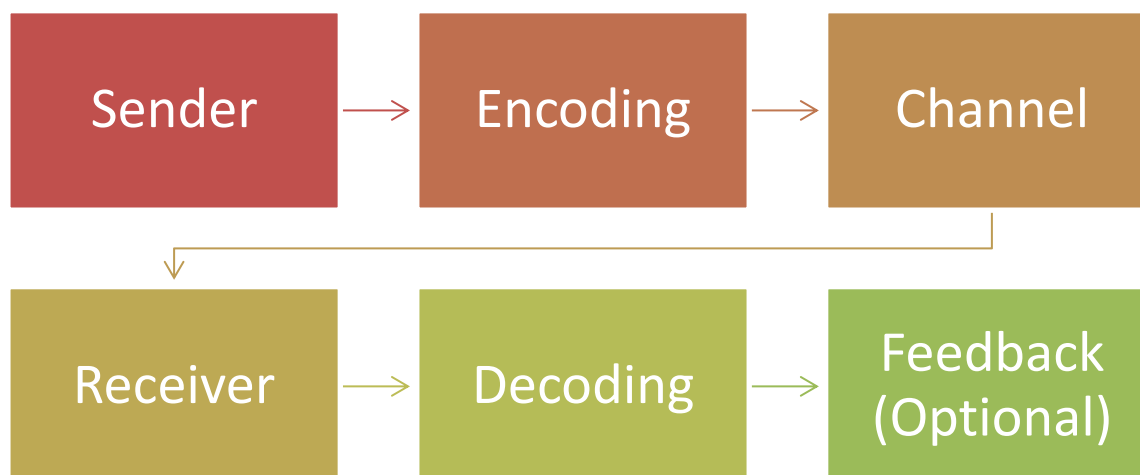 Sender
Encoding
Channel
Receiver
Decoding
Feedback
(Optional)